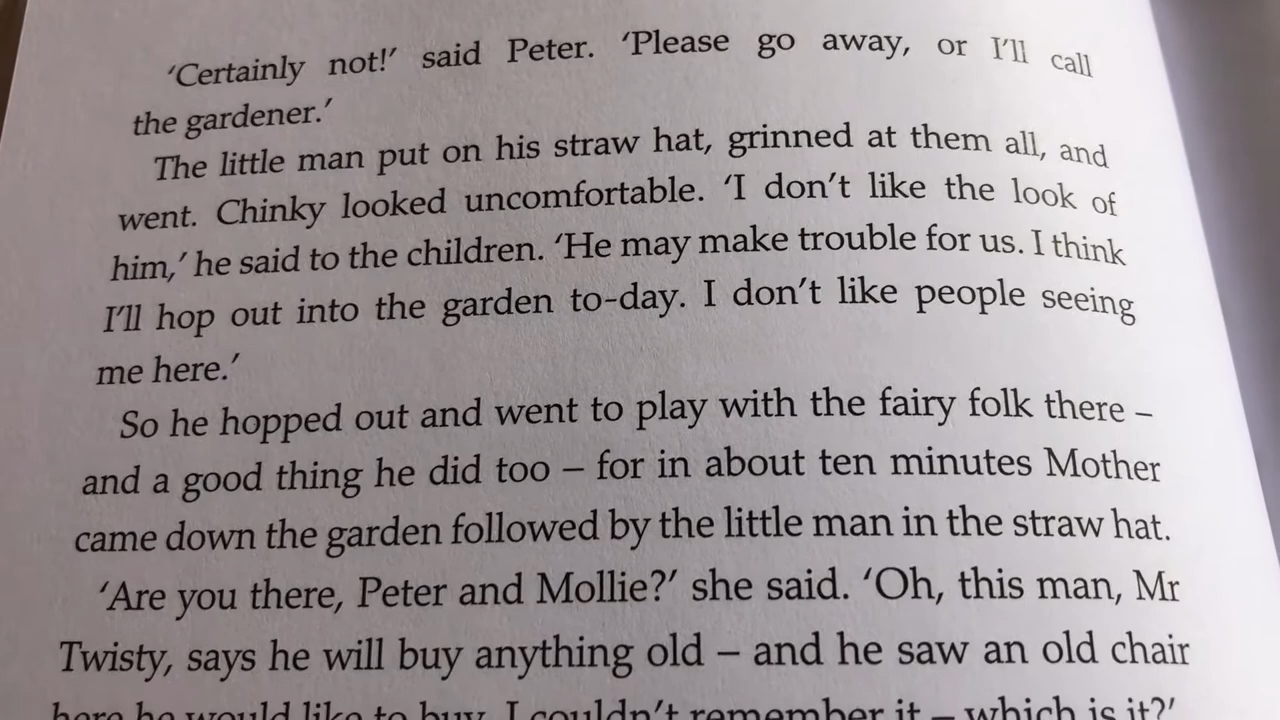 ‘Certainly not!’ said Peter. ‘Please go away, or I’ll call
the gardener.’
The little man put on his straw hat, grinned at them all, and
went. Chinky looked uncomfortable. ‘I don’t like the look of
him,’ he said to the children. ‘He may make trouble for us. I think
I’ll hop out into the garden to-day. I don’t like people seeing
me here.’
So he hopped out and went to play with the fairy folk there –
and a good thing he did too – for in about ten minutes Mother
came down the garden followed by the little man in the straw hat.
‘Are you there, Peter and Mollie?’ she said. ‘Oh, this man, Mr
Twisty, says he will buy anything old – and he saw an old chair
here he would like to buy. I couldn’t remember it – which is it?’